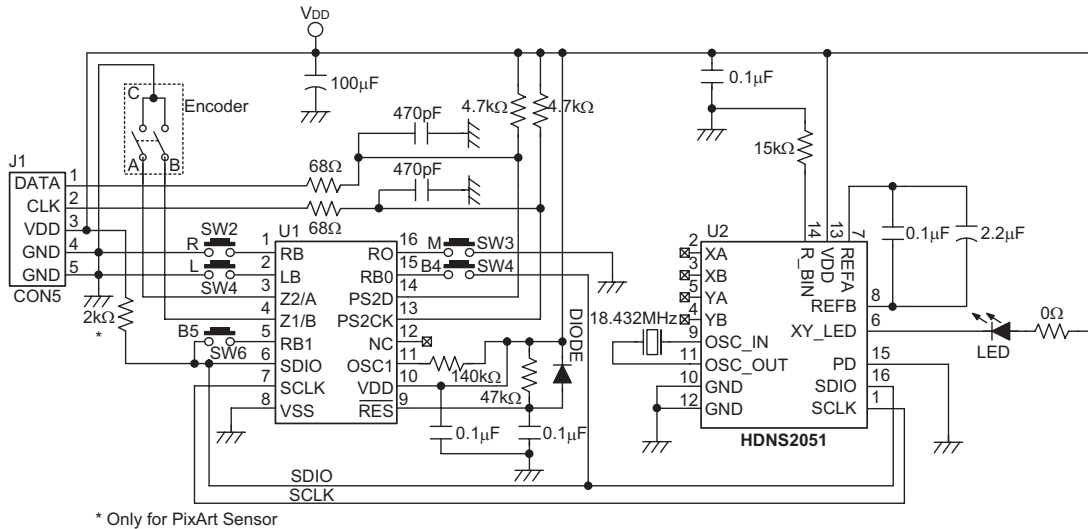 VDD
C
Encoder
A
B
100μF
470pF
470pF
4.7kΩ
4.7kΩ
68Ω
68Ω
0.1μF
15kΩ
J1
DATA 1
CLK 2
VDD 3
GND 4
GND 5
CON5
2kΩ
*
SW2
R
L
SW4
B5
SW6
U1
1 RB
2 LB
3 Z2/A
4 Z1/B
5 RB1
6 SDIO
7 SCLK
8 VSS
RO 16
RB0 15
PS2D 14
PS2CK 13
NC 12
OSC1 11
VDD 10
RES 9
M SW3
B4 SW4
140kΩ
47kΩ
DIODE
0.1μF
0.1μF
18.432MHz
U2
2 XA
3 XB
5 YA
4 YB
9 OSC_IN
11 OSC_OUT
10 GND
12 GND
14 R_BIN
13 VDD
7 REFA
REFB 8
XY_LED 6
PD 15
SDIO 16
SCLK 1
HDNS2051
0.1μF
2.2μF
LED
0Ω
SDIO
SCLK
* Only for PixArt Sensor